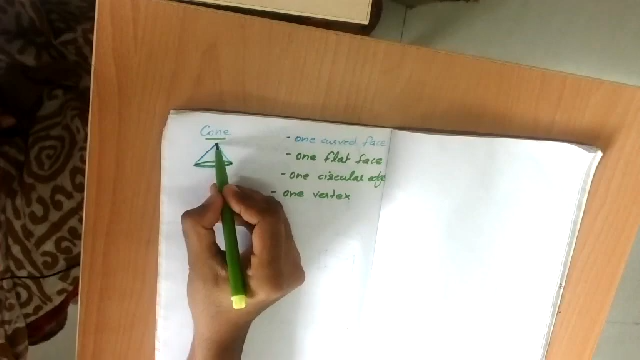 Cone
- one curved face
- one flat face
- one circular edge
- one vertex